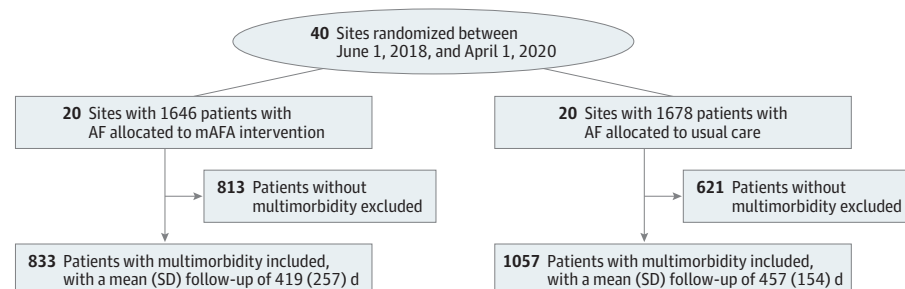 40 Sites randomized between
June 1, 2018, and April 1, 2020
20 Sites with 1646 patients with
AF allocated to mAFA intervention
20 Sites with 1678 patients with
AF allocated to usual care
813 Patients without
multimorbidity excluded
621 Patients without
multimorbidity excluded
833 Patients with multimorbidity included,
with a mean (SD) follow-up of 419 (257) d
1057 Patients with multimorbidity included,
with a mean (SD) follow-up of 457 (154) d